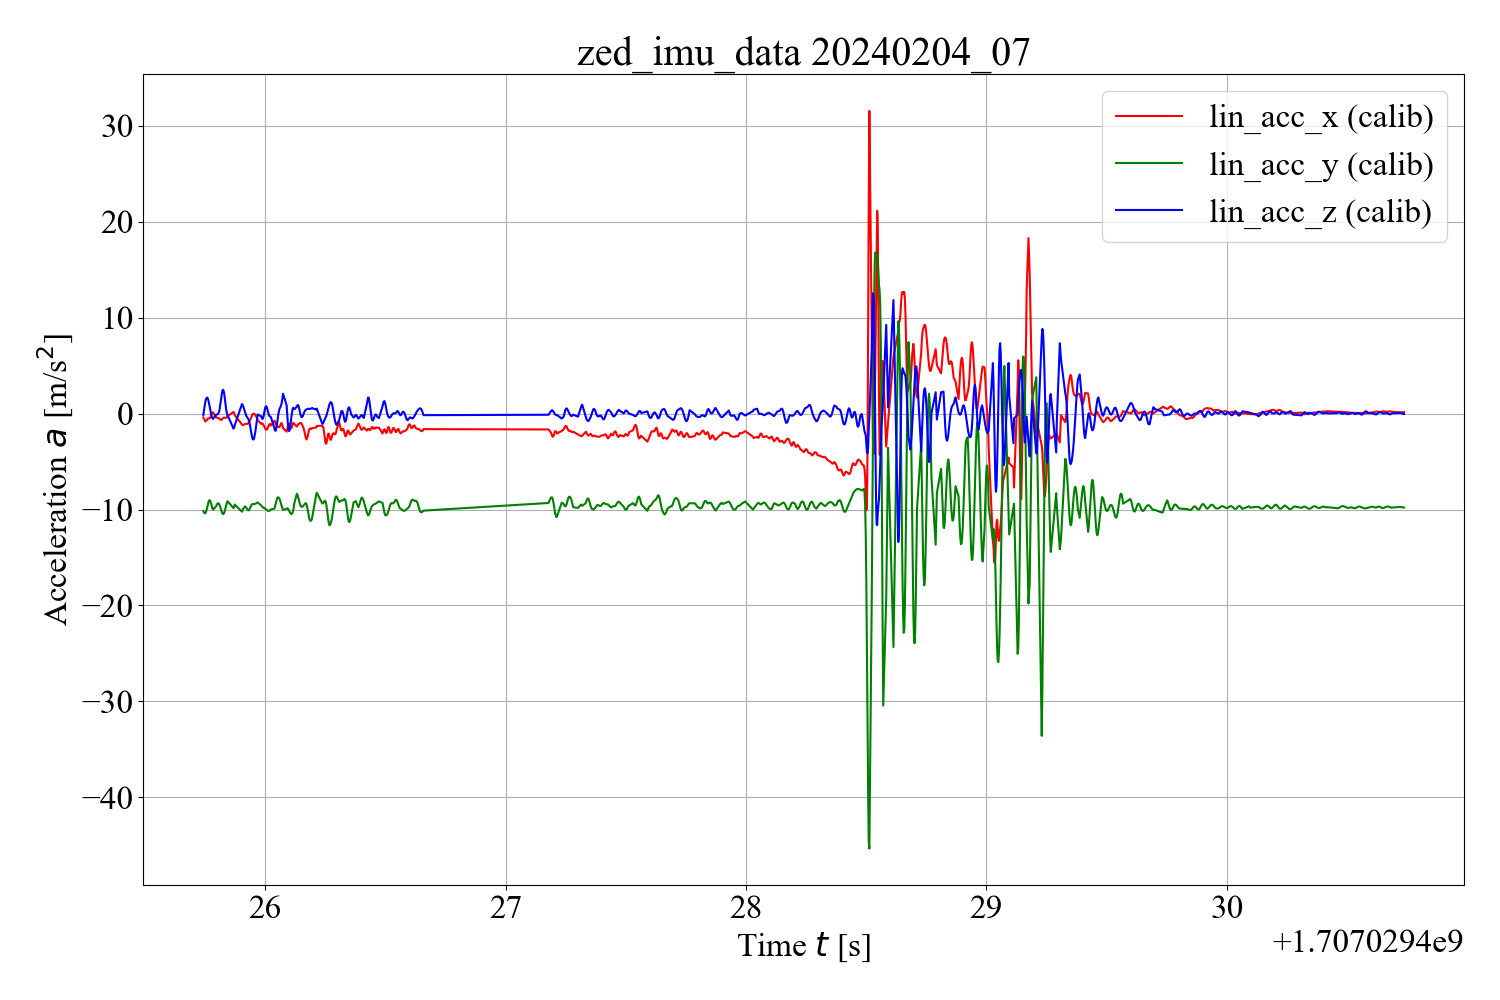 zed_imu_data 20240204_07
lin_acc_x (calib)
lin_acc_y (calib)
lin_acc_z (calib)
Acceleration a [m/s²]
30
20
10
0
−10
−20
−30
−40
26 27 28 29 30
Time t [s]
+1.7070294e9